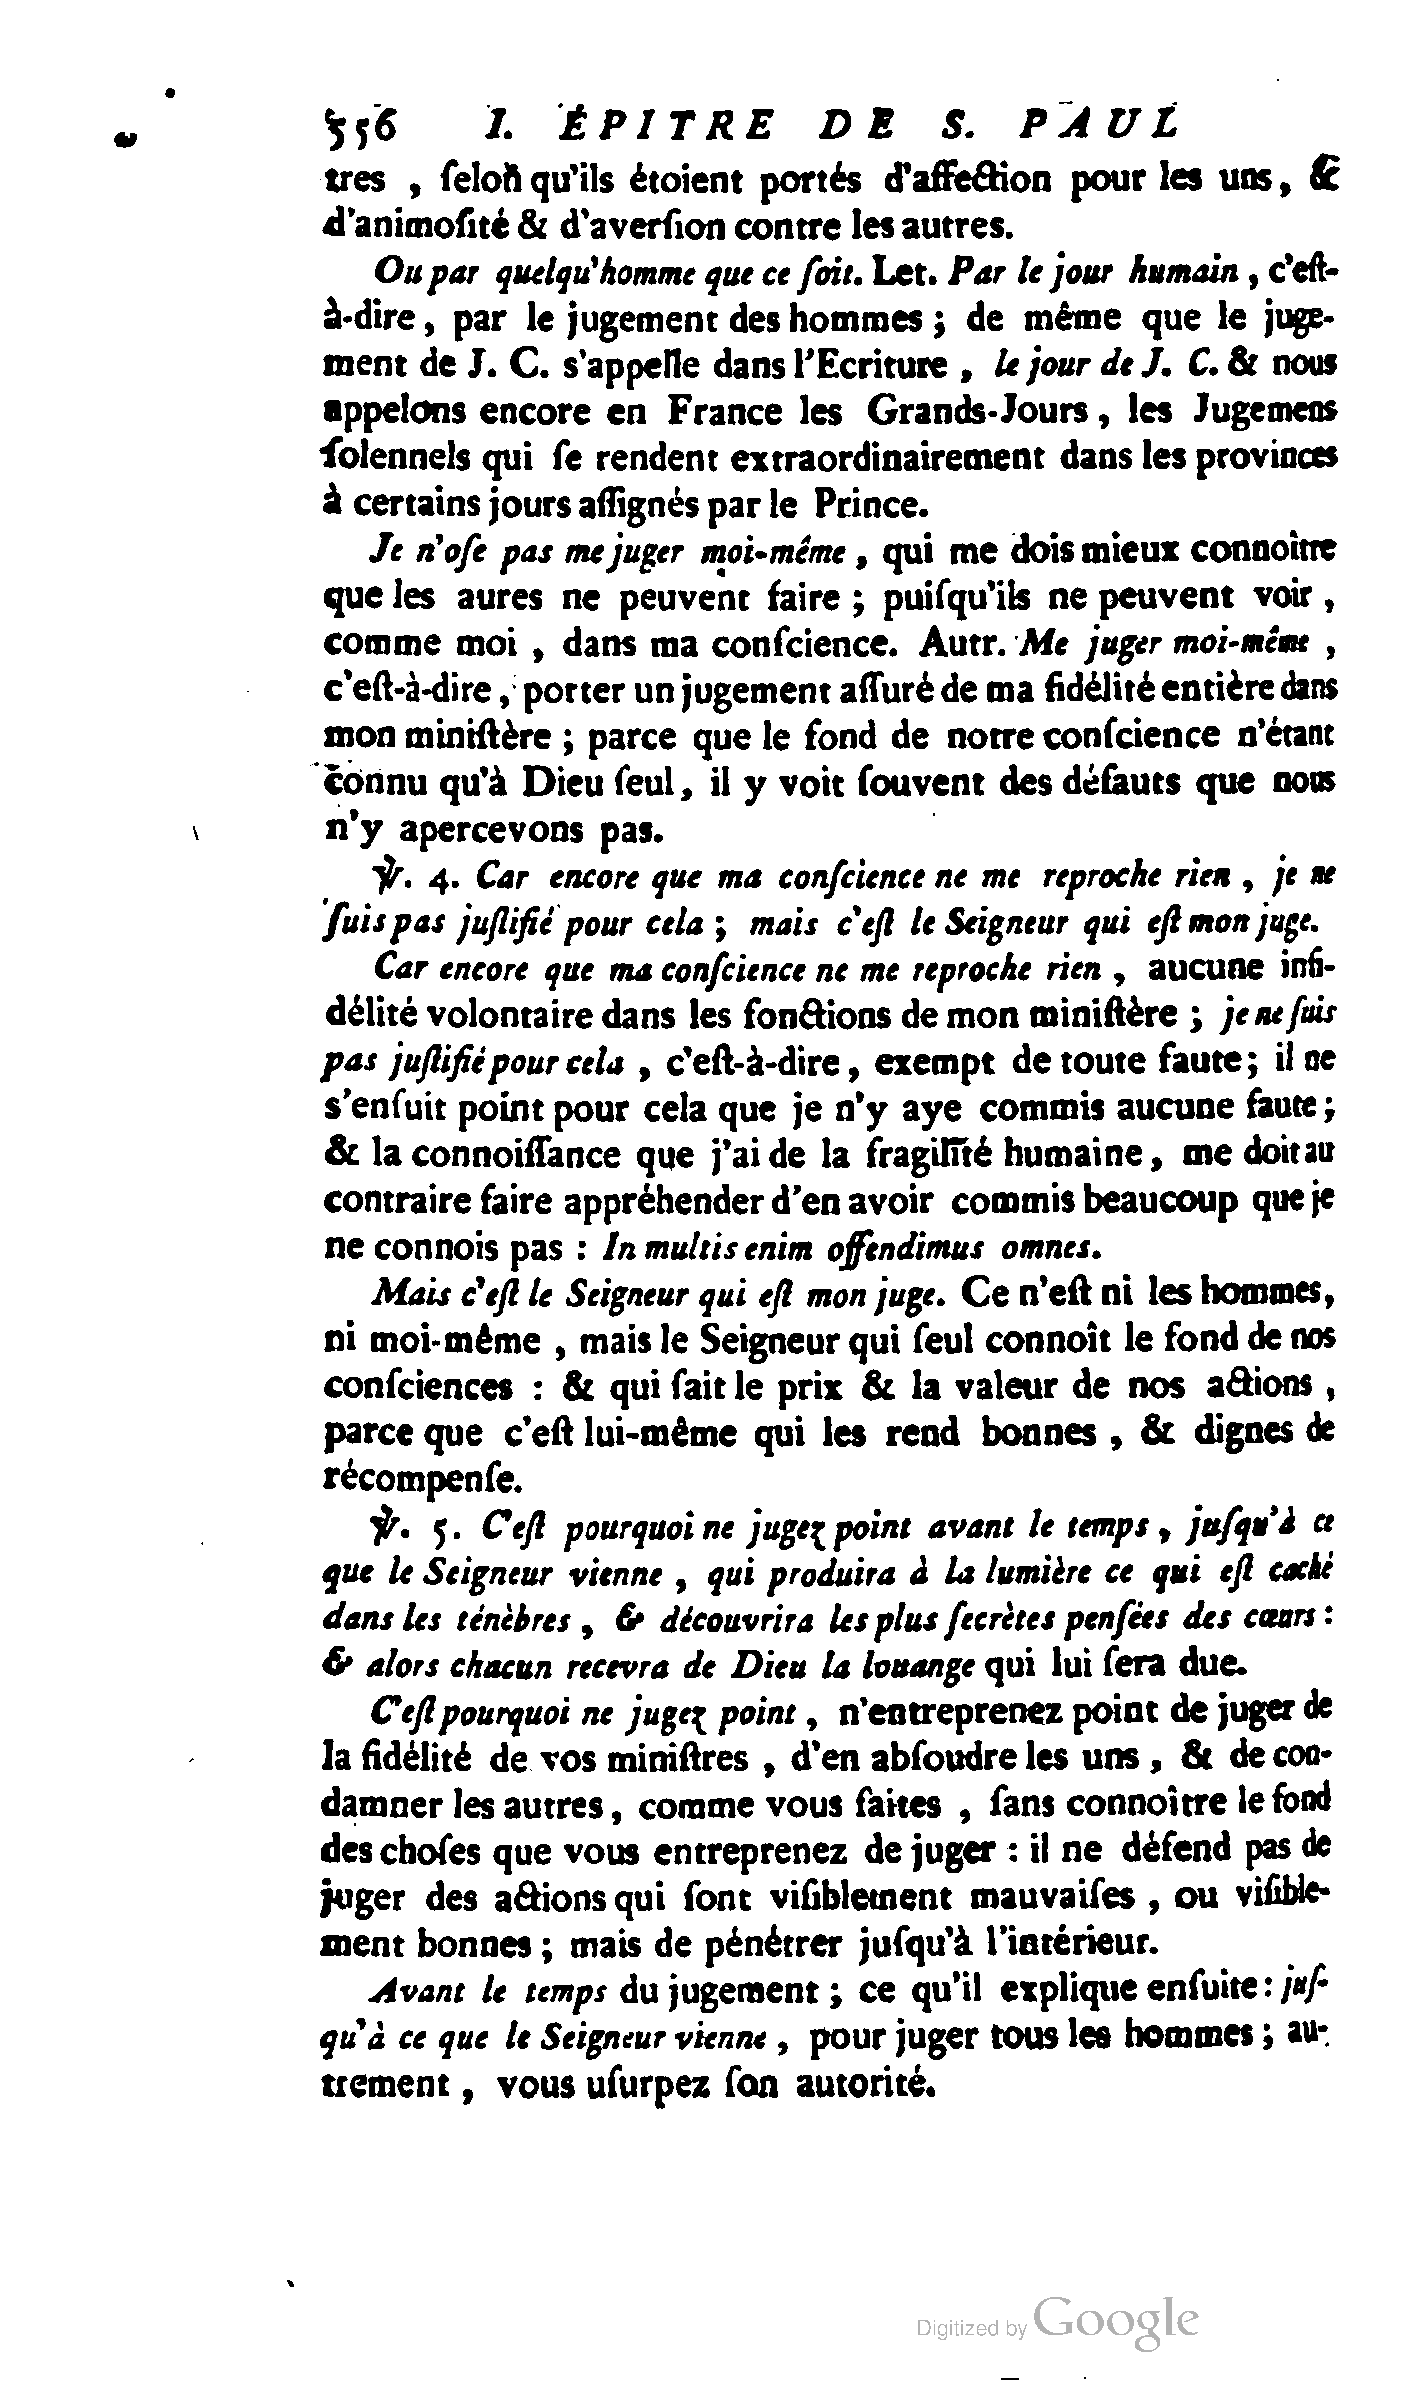 556 I. ÉPITRE DE S. PAUL
tres , ſelon qu'ils étoient portés d'affection pour les uns, &
d'animoſité & d'averſion contre les autres.
Ou par quelqu'homme que ce ſoit. Let. Par le jour humain , c'eſt-
à-dire, par le jugement des hommes ; de même que le juge-
ment de J. C. s'appelle dans l'Ecriture , le jour de J. C. & nous
appelons encore en France les Grands-Jours , les Jugemens
ſolennels qui ſe rendent extraordinairement dans les provinces
à certains jours aſſignés par le Prince.
Je n'oſe pas me juger moi-même , qui me dois mieux connoître
que les aures ne peuvent faire ; puiſqu'ils ne peuvent voir ,
comme moi , dans ma conſcience. Autr. Me juger moi-même ,
c'eſt-à-dire, porter un jugement aſſuré de ma fidélité entière dans
mon miniſtère ; parce que le fond de notre conſcience n'étant
connu qu'à Dieu ſeul, il y voit ſouvent des défauts que nous
n'y apercevons pas.
℣. 4. Car encore que ma conſcience ne me reproche rien , je ne
ſuis pas juſtifié pour cela ; mais c'eſt le Seigneur qui eſt mon juge.
Car encore que ma conſcience ne me reproche rien , aucune infi-
délité volontaire dans les fonctions de mon miniſtère ; je ne ſuis
pas juſtifié pour cela , c'eſt-à-dire, exempt de toute faute; il ne
s'enſuit point pour cela que je n'y aye commis aucune faute ;
& la connoiſſance que j'ai de la fragilité humaine, me doit au
contraire faire appréhender d'en avoir commis beaucoup que je
ne connois pas : In multis enim offendimus omnes.
Mais c'eſt le Seigneur qui eſt mon juge. Ce n'eſt ni les hommes,
ni moi-même , mais le Seigneur qui ſeul connoît le fond de nos
conſciences : & qui fait le prix & la valeur de nos actions ,
parce que c'eſt lui-même qui les rend bonnes , & dignes de
récompenſe.
℣. 5. C'eſt pourquoi ne jugez point avant le temps , juſqu'à ce
que le Seigneur vienne , qui produira à la lumière ce qui eſt caché
dans les ténèbres , & découvrira les plus ſecrètes penſées des cœurs :
& alors chacun recevra de Dieu la louange qui lui ſera due.
C'eſt pourquoi ne jugez point , n'entreprenez point de juger de
la fidélité de vos miniſtres , d'en abſoudre les uns , & de con-
damner les autres, comme vous faites , ſans connoître le fond
des choſes que vous entreprenez de juger : il ne défend pas de
juger des actions qui ſont viſiblement mauvaiſes , ou viſible-
ment bonnes ; mais de pénétrer juſqu'à l'intérieur.
Avant le temps du jugement ; ce qu'il explique enſuite : juſ-
qu'à ce que le Seigneur vienne , pour juger tous les hommes ; au-
trement , vous uſurpez ſon autorité.
Digitized by Google